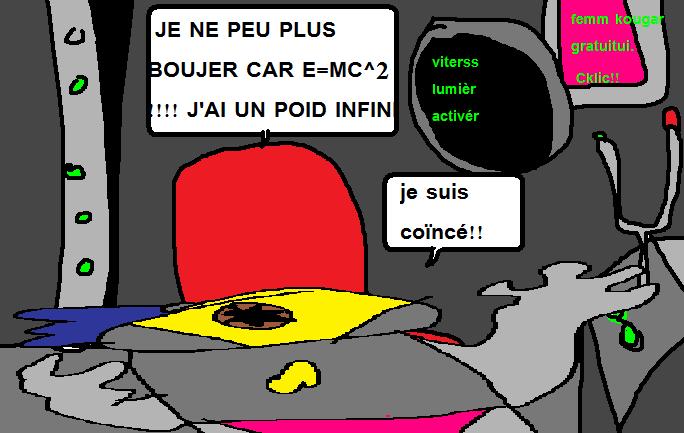 JE NE PEU PLUS
BOUJER CAR E=MC^2
!!!! J'AI UN POID INFINI
viterss
lumièr
activér
femm kougar
gratuitui.
Cklic!!
je suis
coïncé!!